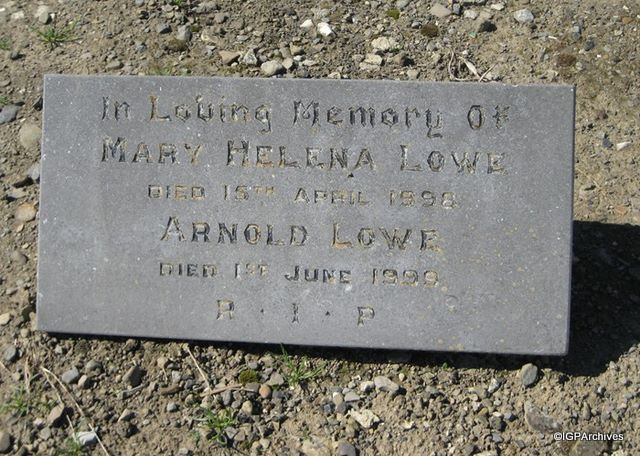 In Loving Memory Of
Mary Helena Lowe
Died 15th April 1998
Arnold Lowe
Died 1st June 1999
R · I · P
©IGPArchives